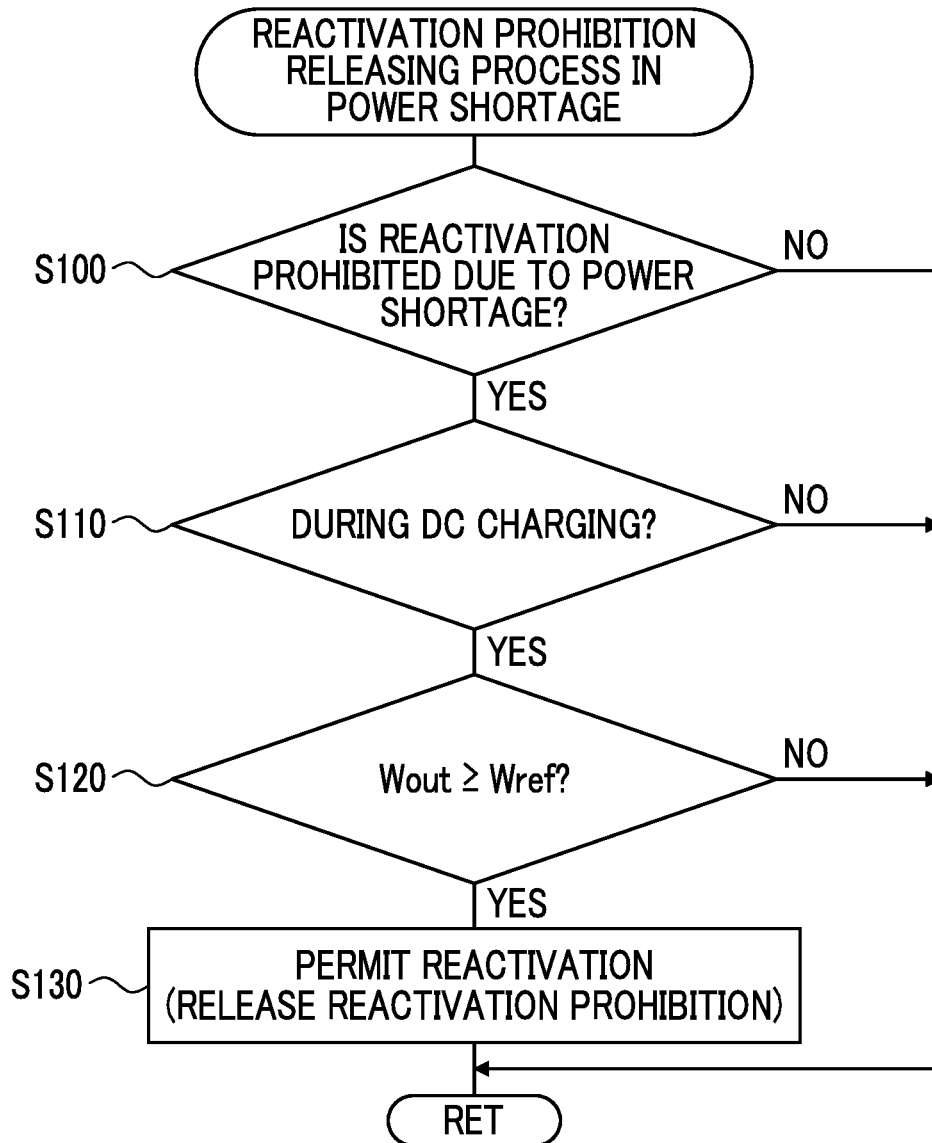 REACTIVATION PROHIBITION
RELEASING PROCESS IN
POWER SHORTAGE
S100
IS REACTIVATION
PROHIBITED DUE TO POWER
SHORTAGE?
NO
YES
S110
DURING DC CHARGING?
NO
YES
S120
Wout ≥ Wref?
NO
YES
S130
PERMIT REACTIVATION
(RELEASE REACTIVATION PROHIBITION)
RET